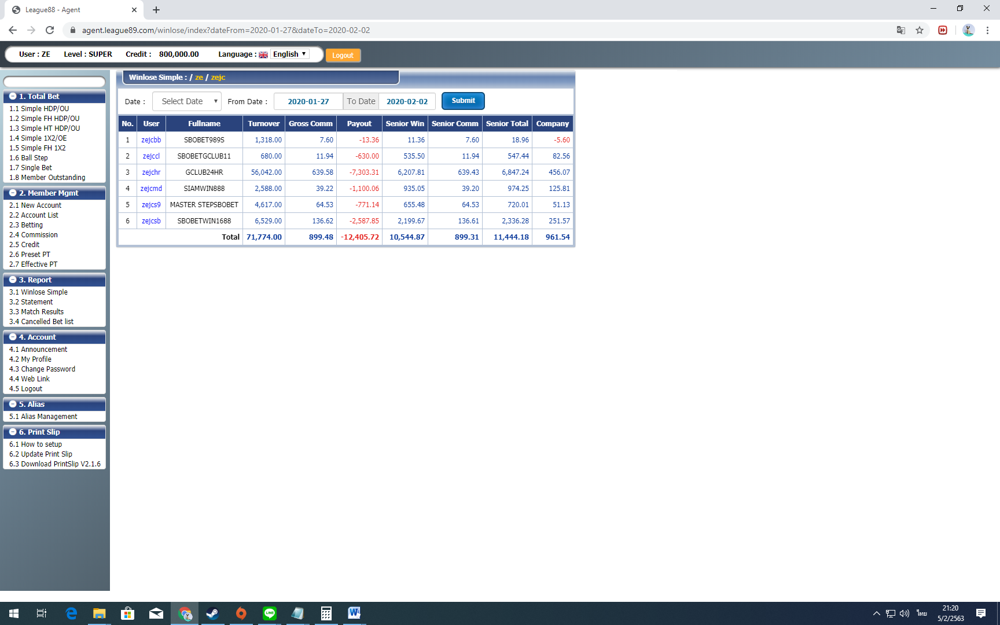 League88 - Agent
agent.league89.com/winlose/index?dateFrom=2020-01-27&dateTo=2020-02-02
User : ZE Level : SUPER Credit : 800,000.00 Language : English Logout
1. Total Bet
1.1 Simple HDP/OU
1.2 Simple FH HDP/OU
1.3 Simple HT HDP/OU
1.4 Simple 1X2/OE
1.5 Simple FH 1X2
1.6 Ball Step
1.7 Single Bet
1.8 Member Outstanding
2. Member Mgmt
2.1 New Account
2.2 Account List
2.3 Betting
2.4 Commission
2.5 Credit
2.6 Preset PT
2.7 Effective PT
3. Report
3.1 Winlose Simple
3.2 Statement
3.3 Match Results
3.4 Cancelled Bet list
4. Account
4.1 Announcement
4.2 My Profile
4.3 Change Password
4.4 Web Link
4.5 Logout
5. Alias
5.1 Alias Management
6. Print Slip
6.1 How to setup
6.2 Update Print Slip
6.3 Download PrintSlip V2.1.6
Winlose Simple : / ze / zejc
Date : Select Date From Date : 2020-01-27 To Date 2020-02-02 Submit
No. User Fullname Turnover Gross Comm Payout Senior Win Senior Comm Senior Total Company
1 zejcbb SBOBET989S 1,318.00 7.60 -13.36 11.36 7.60 18.96 -5.60
2 zejccl SBOBETGCLUB11 680.00 11.94 -630.00 535.50 11.94 547.44 82.56
3 zejchr GCLUB24HR 56,042.00 639.58 -7,303.31 6,207.81 639.43 6,847.24 456.07
4 zejcmd SIAMWIN888 2,588.00 39.22 -1,100.06 935.05 39.20 974.25 125.81
5 zejcs9 MASTER STEPSBOBET 4,617.00 64.53 -771.14 655.48 64.53 720.01 51.13
6 zejcsb SBOBETWIN1688 6,529.00 136.62 -2,587.85 2,199.67 136.61 2,336.28 251.57
Total 71,774.00 899.48 -12,405.72 10,544.87 899.31 11,444.18 961.54
LINE
W
ไทย
21:20
5/2/2563